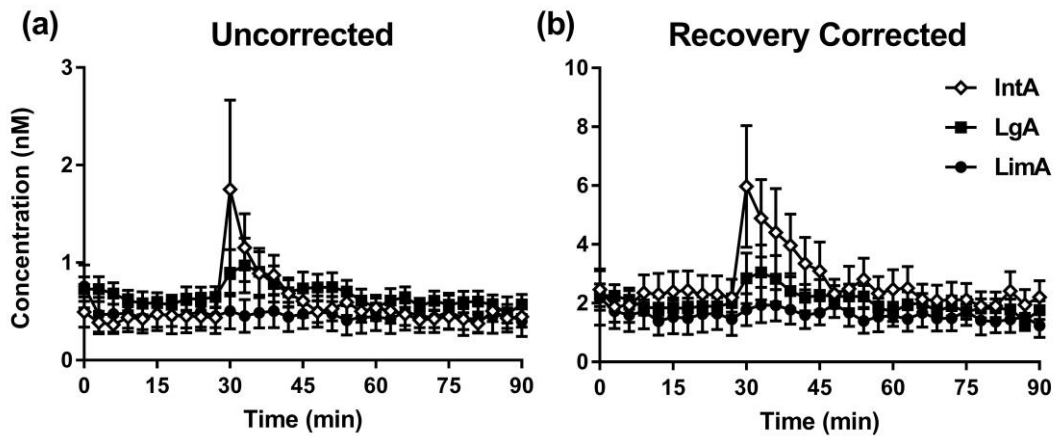 (a) Uncorrected
Concentration (nM)
3
2
1
0
0 15 30 45 60 75 90
Time (min)
(b) Recovery Corrected
10
8
6
4
2
0
0 15 30 45 60 75 90
Time (min)
IntA
LgA
LimA